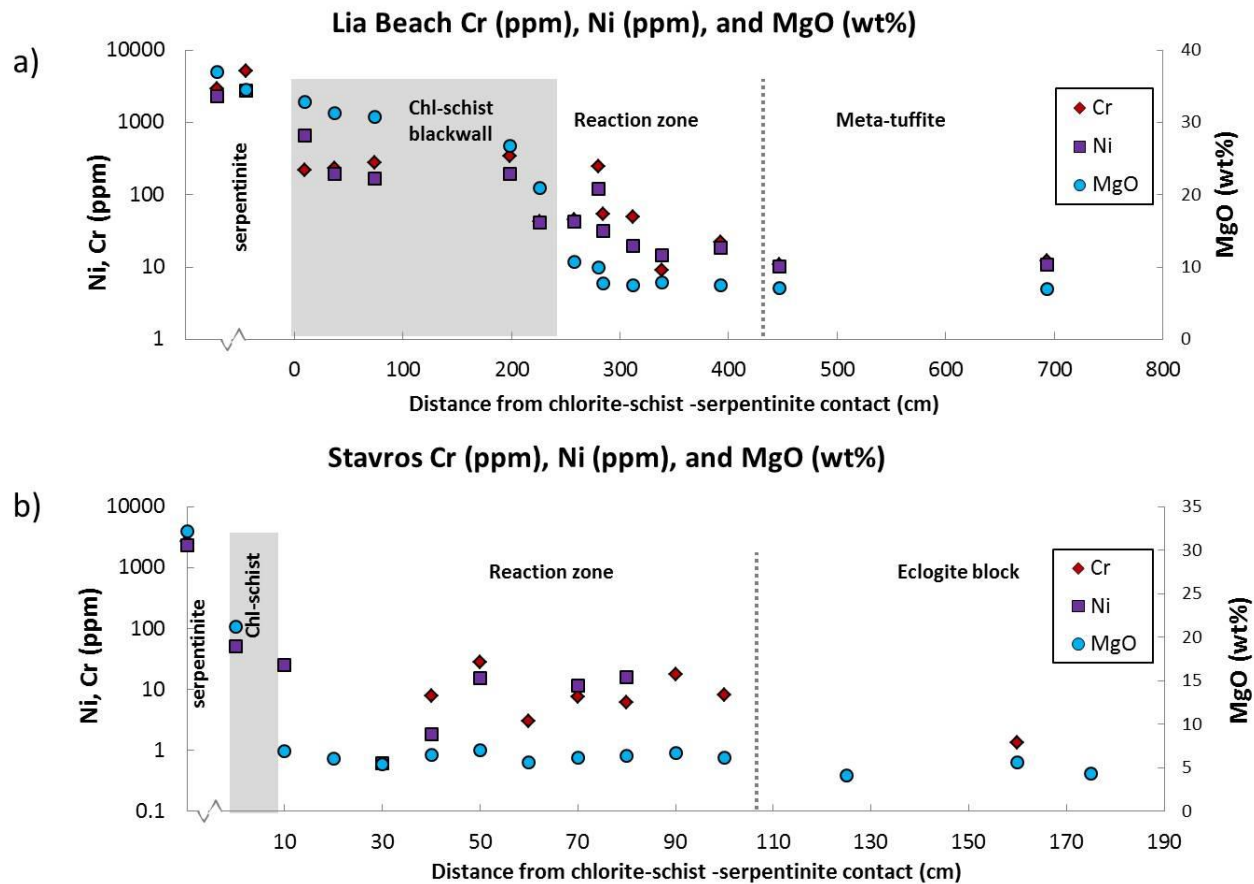 Lia Beach Cr (ppm), Ni (ppm), and MgO (wt%)
a)
10000
1000
100
10
1
Ni, Cr (ppm)
serpentinite
Chl-schist
blackwall
Reaction zone
Meta-tuffite
Cr
Ni
MgO
40
30
20
10
0
MgO (wt%)
0 100 200 300 400 500 600 700 800
Distance from chlorite-schist -serpentinite contact (cm)
Stavros Cr (ppm), Ni (ppm), and MgO (wt%)
b)
10000
1000
100
10
1
0.1
Ni, Cr (ppm)
serpentinite
Chl-schist
Reaction zone
Eclogite block
Cr
Ni
MgO
35
30
25
20
15
10
5
0
MgO (wt%)
10 30 50 70 90 110 130 150 170 190
Distance from chlorite-schist -serpentinite contact (cm)